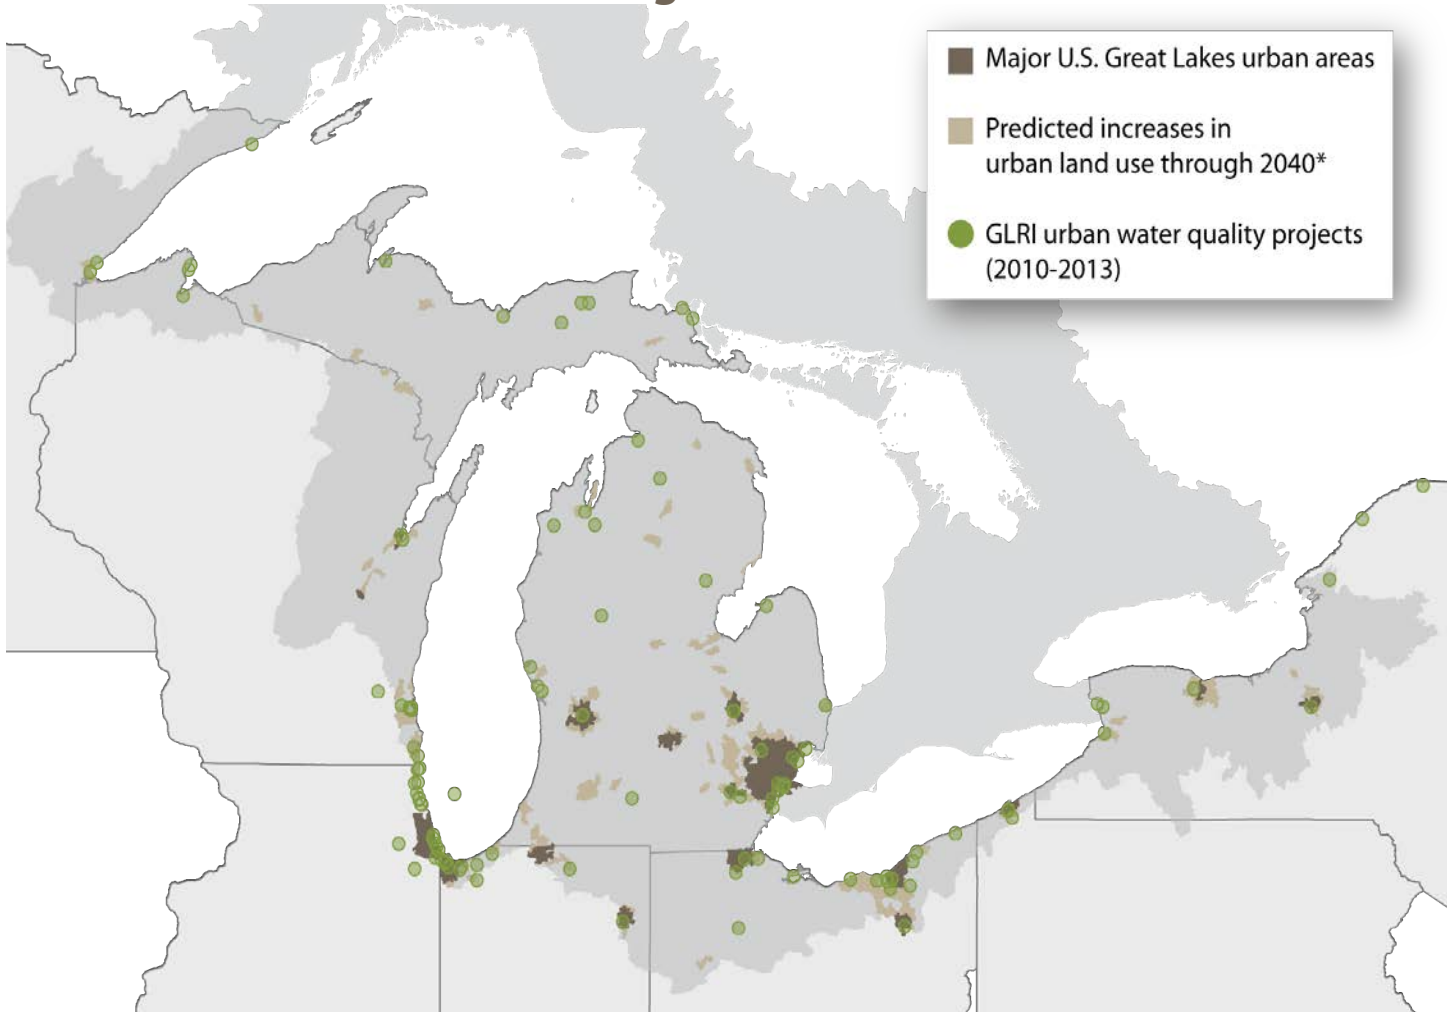 Major U.S. Great Lakes urban areas
Predicted increases in
urban land use through 2040*
GLRI urban water quality projects
(2010-2013)